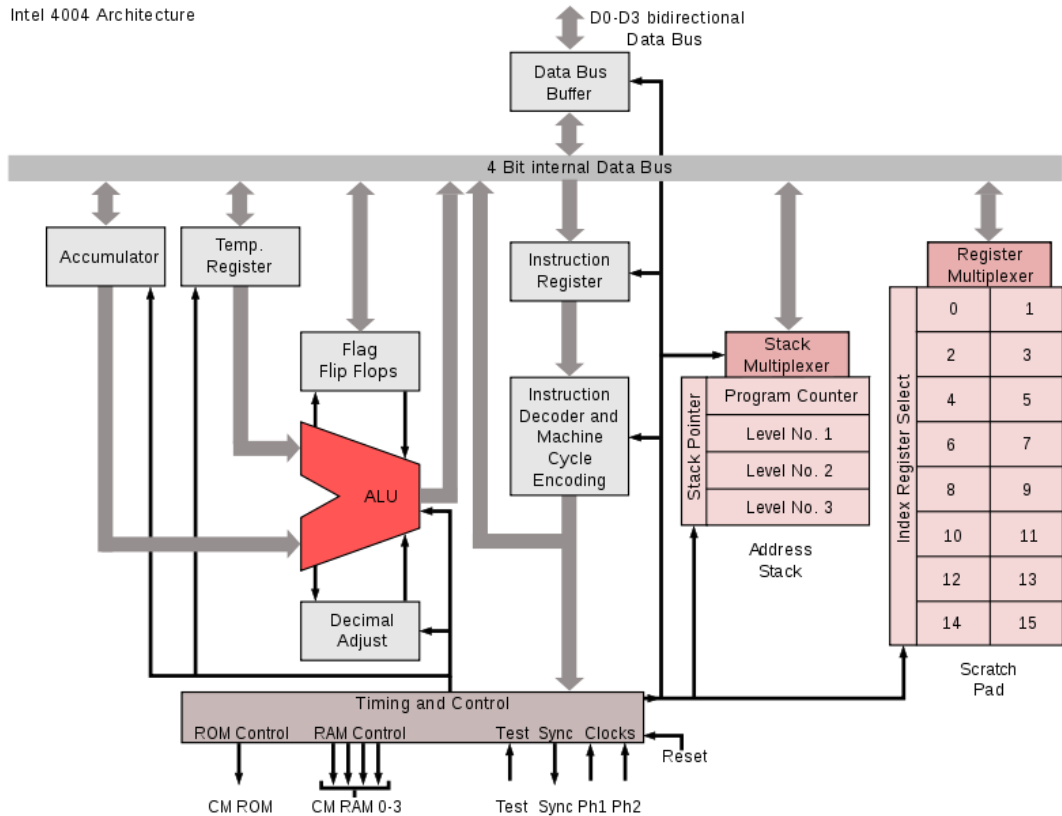 Intel 4004 Architecture
D0-D3 bidirectional
Data Bus
Data Bus
Buffer
4 Bit internal Data Bus
Accumulator
Temp.
Register
Instruction
Register
Register
Multiplexer
Flag
Flip Flops
Stack
Multiplexer
Instruction
Decoder and
Machine
Cycle
Encoding
Stack Pointer
Program Counter
Level No. 1
Level No. 2
Level No. 3
Address
Stack
Index Register Select
0 1
2 3
4 5
6 7
8 9
10 11
12 13
14 15
Scratch
Pad
ALU
Decimal
Adjust
Timing and Control
ROM Control RAM Control Test Sync Clocks
Reset
CM ROM CM RAM 0-3 Test Sync Ph1 Ph2